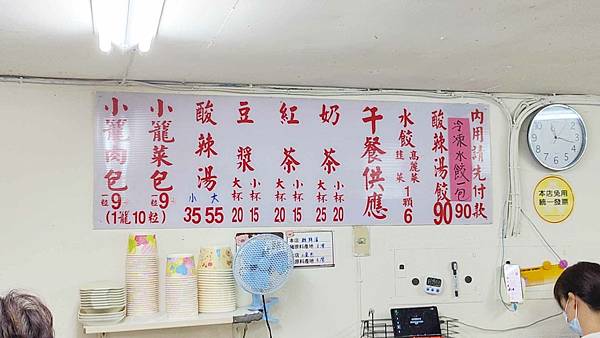 小籠肉包
一粒9
小籠菜包
一粒9
(1籠10粒)
酸辣湯
小 大
35 55
豆漿
大杯 小杯
20 15
紅茶
大杯 小杯
20 15
奶茶
大杯 小杯
25 20
午餐供應
水餃
高麗菜
韮菜
1顆
6
酸辣湯餃
90
冷凍水餃一包
90
內用請先付款
本店免用
統一發票